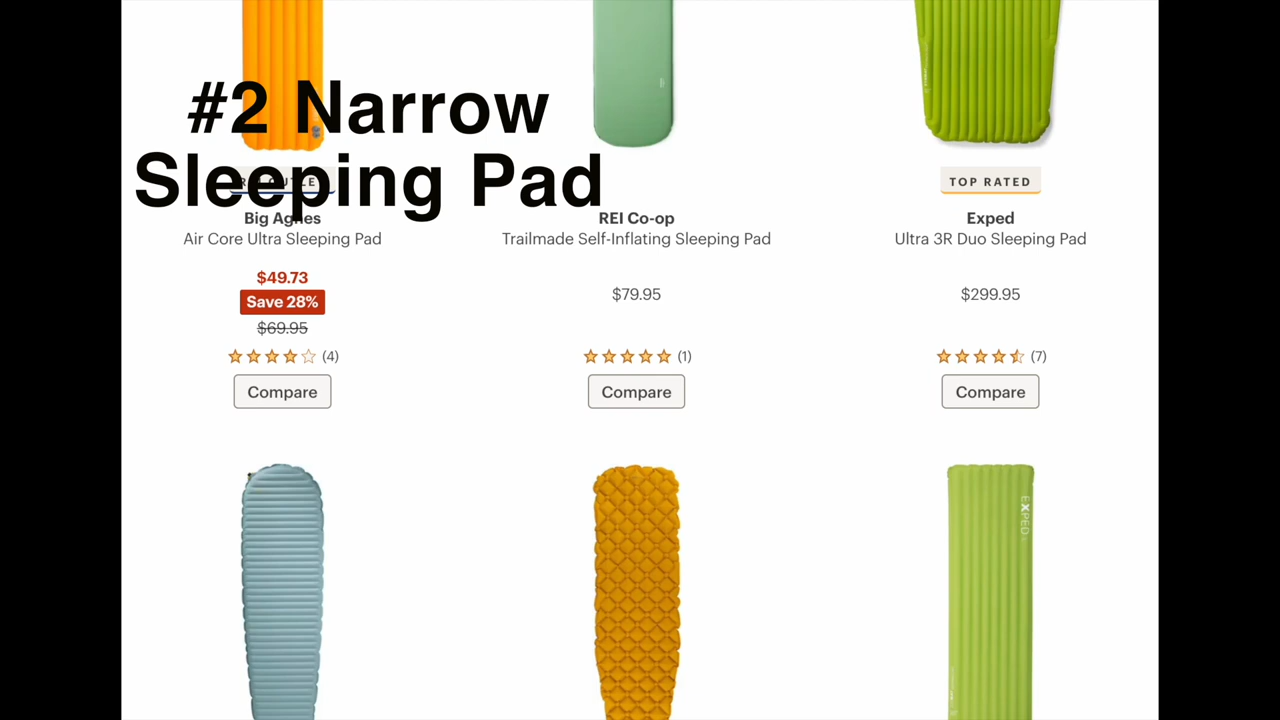 #2 Narrow
Sleeping Pad
TOP RATED
Big Agnes
Air Core Ultra Sleeping Pad
$49.73
Save 28%
$69.95
(4)
Compare
REI Co-op
Trailmade Self-Inflating Sleeping Pad
$79.95
(1)
Compare
Exped
Ultra 3R Duo Sleeping Pad
$299.95
(7)
Compare
EXPED